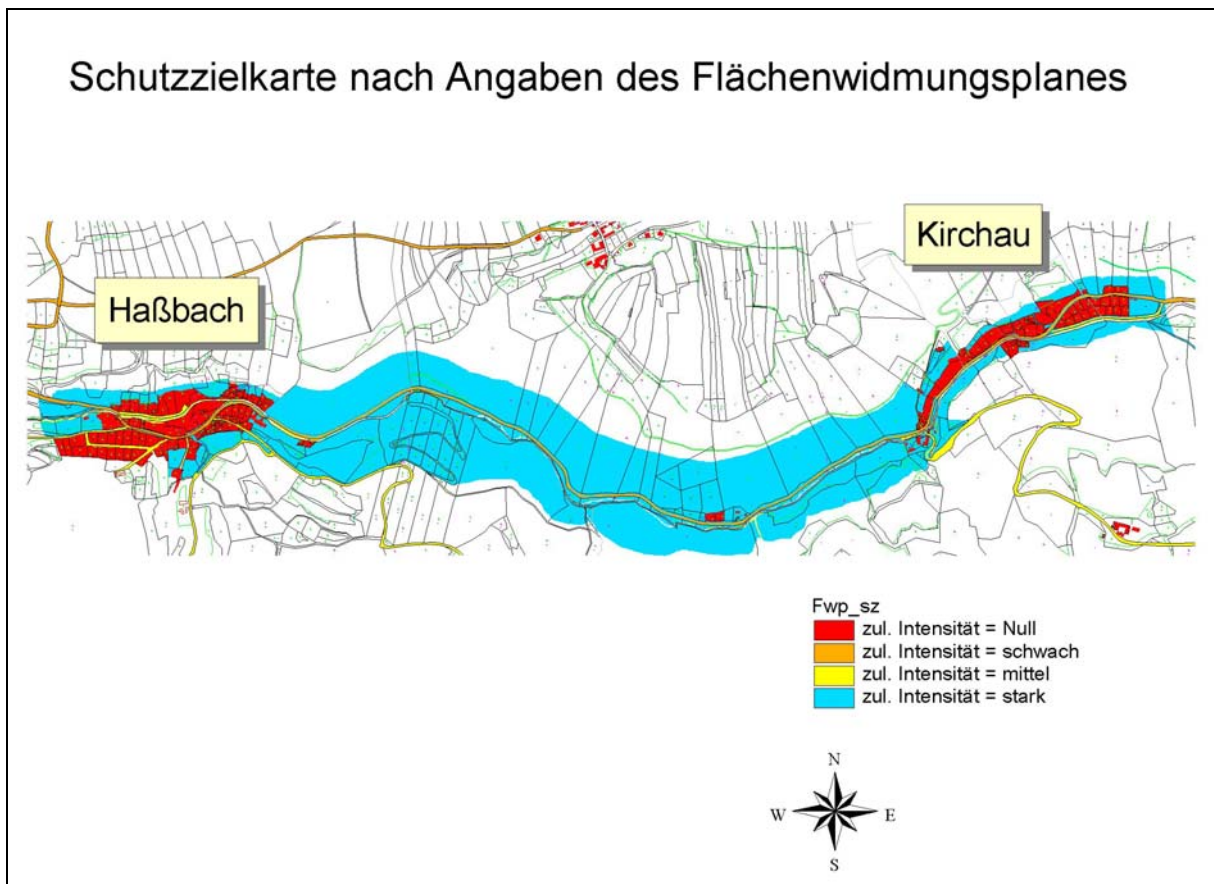 Schutzzielkarte nach Angaben des Flächenwidmungsplanes
Kirchau
Haßbach
Fwp_sz
zul. Intensität = Null
zul. Intensität = schwach
zul. Intensität = mittel
zul. Intensität = stark
N
W E
S